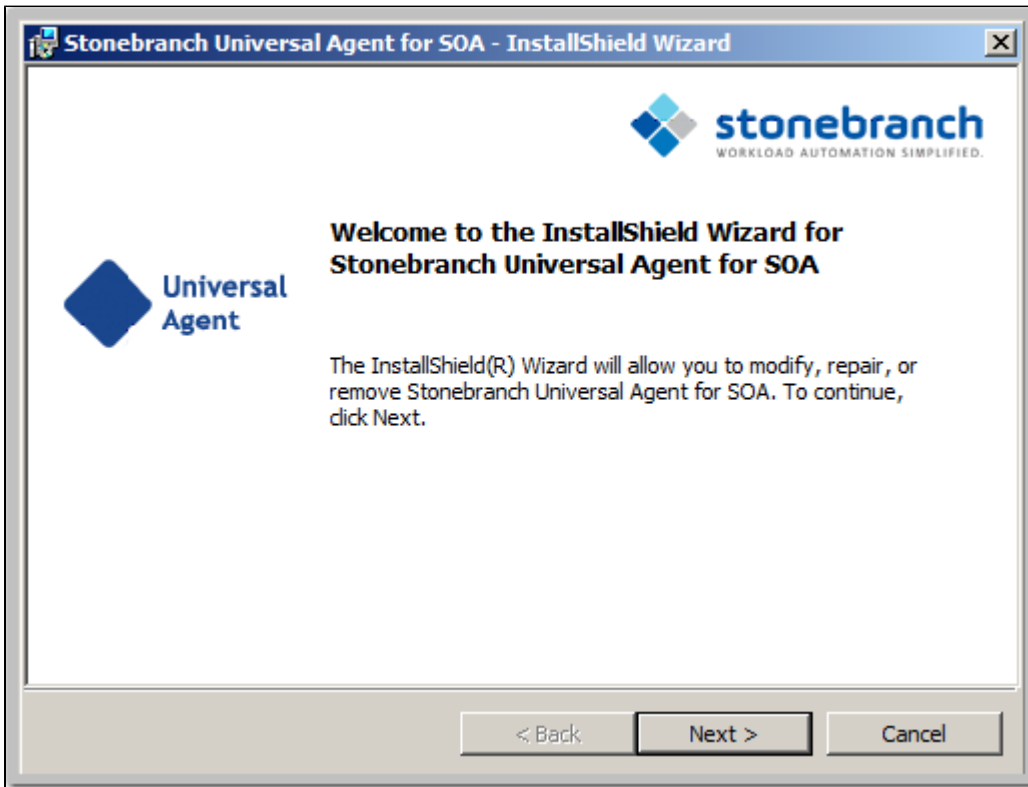 Stonebranch Universal Agent for SOA - InstallShield Wizard
stonebranch
WORKLOAD AUTOMATION SIMPLIFIED.
Welcome to the InstallShield Wizard for
Stonebranch Universal Agent for SOA
Universal
Agent
The InstallShield(R) Wizard will allow you to modify, repair, or
remove Stonebranch Universal Agent for SOA. To continue,
click Next.
< Back
Next >
Cancel